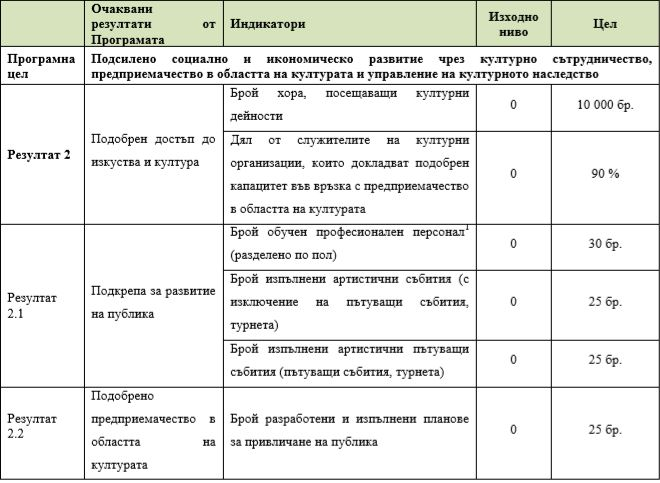 Очаквани резултати от Програмата
Индикатори
Изходно ниво
Цел
Програмна цел
Подсилено социално и икономическо развитие чрез културно сътрудничество,
предприемачество в областта на културата и управление на културното наследство
Резултат 2
Подобрен достъп до
изкуства и култура
Брой хора, посещаващи културни
дейности
0
10 000 бр.
Дял от служителите на културни
организации, които докладват подобрен
капацитет във връзка с предприемачество
в областта на културата
0
90 %
Резултат
2.1
Подкрепа за развитие
на публика
Брой обучен професионален персонал¹
(разделено по пол)
0
30 бр.
Брой изпълнени артистични събития (с
изключение на пътуващи събития,
турнета)
0
25 бр.
Брой изпълнени артистични пътуващи
събития (пътуващи събития, турнета)
0
25 бр.
Резултат
2.2
Подобрено
предприемачество в
областта на
културата
Брой разработени и изпълнени планове
за привличане на публика
0
25 бр.